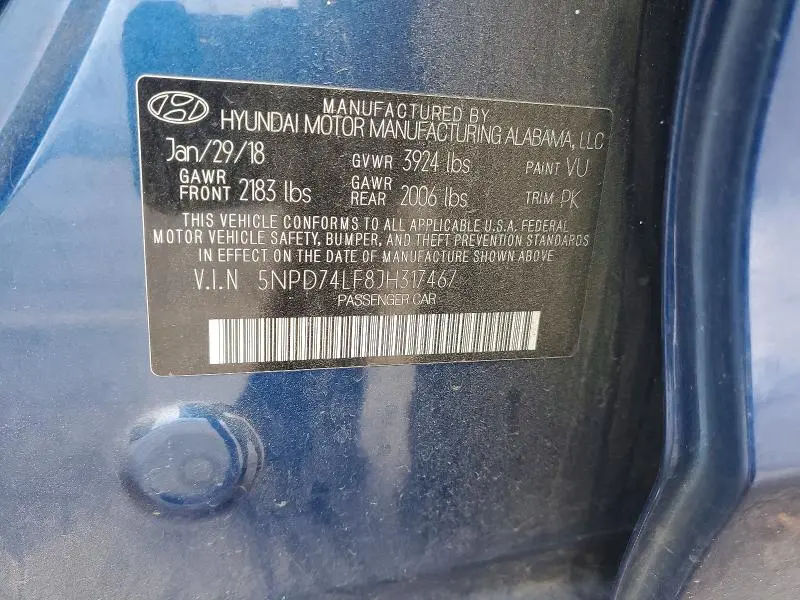 MANUFACTURED BY
HYUNDAI MOTOR MANUFACTURING ALABAMA, LLC
Jan/29/18 GVWR 3924 lbs PAINT VU
GAWR FRONT 2183 lbs GAWR REAR 2006 lbs TRIM PK
THIS VEHICLE CONFORMS TO ALL APPLICABLE U.S.A. FEDERAL
MOTOR VEHICLE SAFETY, BUMPER, AND THEFT PREVENTION STANDARDS
IN EFFECT ON THE DATE OF MANUFACTURE SHOWN ABOVE
V.I.N 5NPD74LF8JH317467
PASSENGER CAR